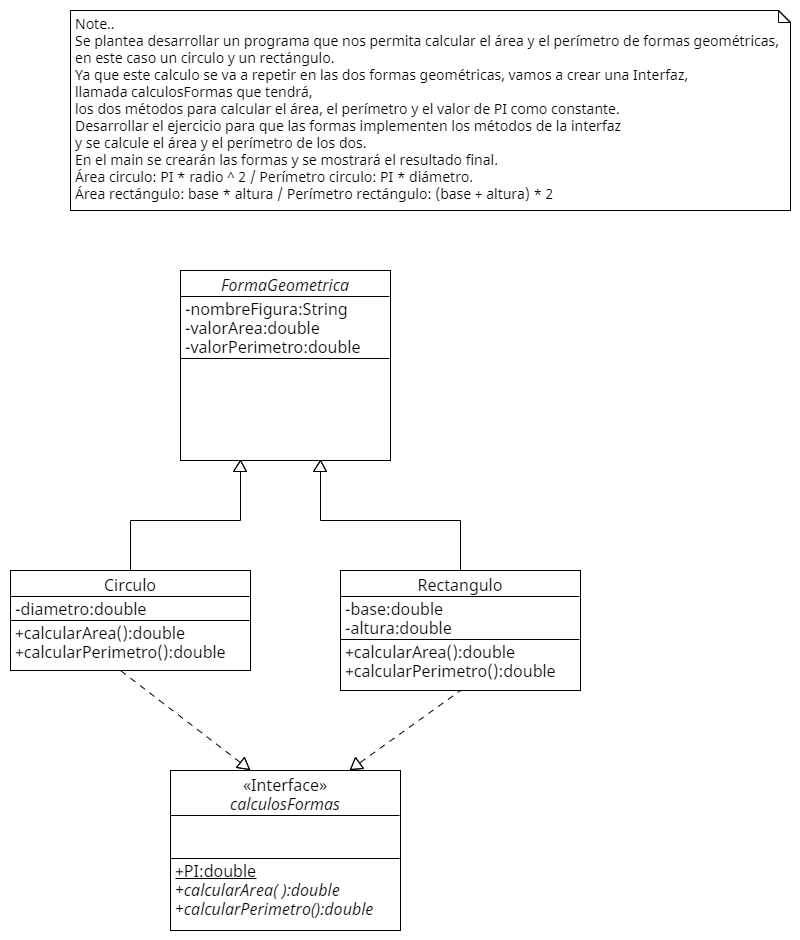 Note..
Se plantea desarrollar un programa que nos permita calcular el área y el perímetro de formas geométricas,
en este caso un circulo y un rectángulo.
Ya que este calculo se va a repetir en las dos formas geométricas, vamos a crear una Interfaz,
llamada calculosFormas que tendrá,
los dos métodos para calcular el área, el perímetro y el valor de PI como constante.
Desarrollar el ejercicio para que las formas implementen los métodos de la interfaz
y se calcule el área y el perímetro de los dos.
En el main se crearán las formas y se mostrará el resultado final.
Área circulo: PI * radio ^ 2 / Perímetro circulo: PI * diámetro.
Área rectángulo: base * altura / Perímetro rectángulo: (base + altura) * 2
FormaGeometrica
-nombreFigura:String
-valorArea:double
-valorPerimetro:double
Circulo
-diametro:double
+calcularArea():double
+calcularPerimetro():double
Rectangulo
-base:double
-altura:double
+calcularArea():double
+calcularPerimetro():double
«Interface»
calculosFormas
+PI:double
+calcularArea( ):double
+calcularPerimetro():double